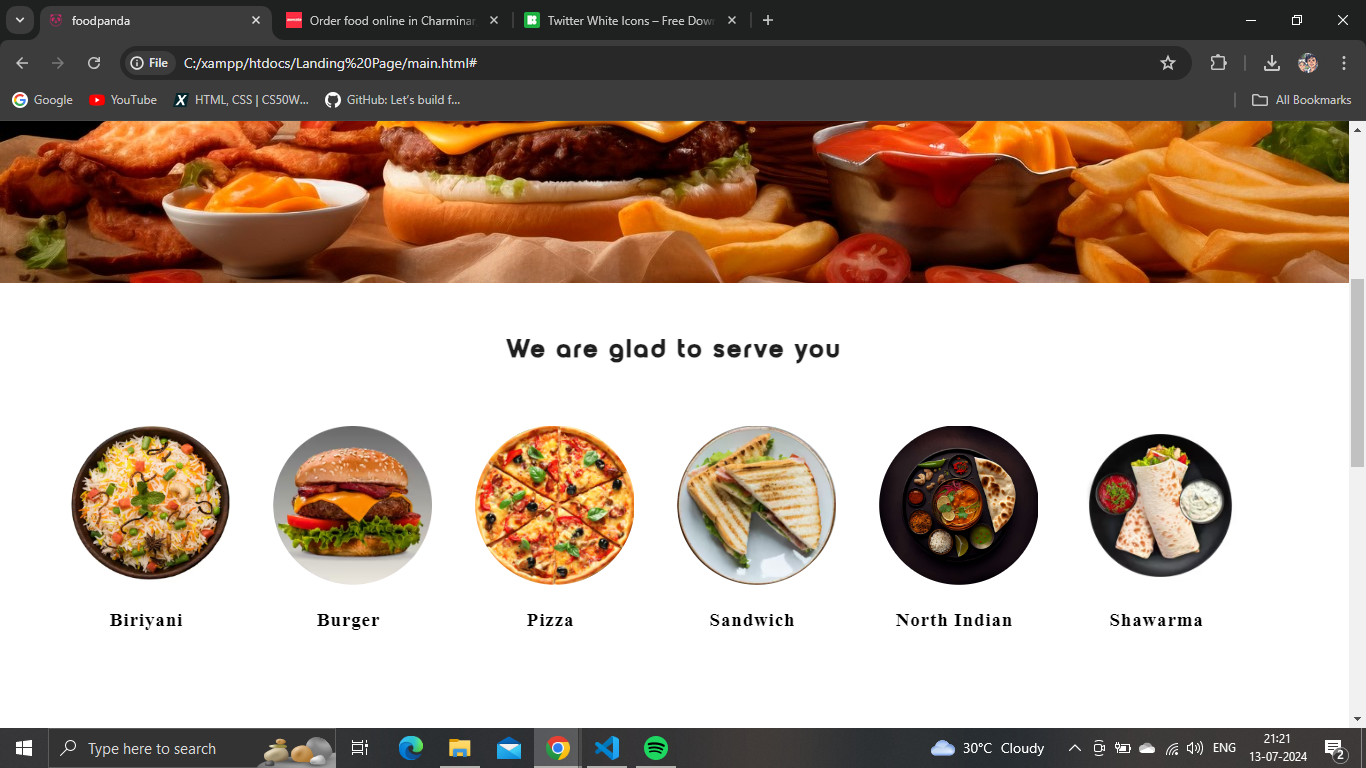 foodpanda
Order food online in Charminar
Twitter White Icons – Free Dow
File
C:/xampp/htdocs/Landing%20Page/main.html#
Google
YouTube
HTML, CSS | CS50W...
GitHub: Let's build f...
All Bookmarks
We are glad to serve you
Biriyani
Burger
Pizza
Sandwich
North Indian
Shawarma
Type here to search
30°C Cloudy
ENG
21:21
13-07-2024
2